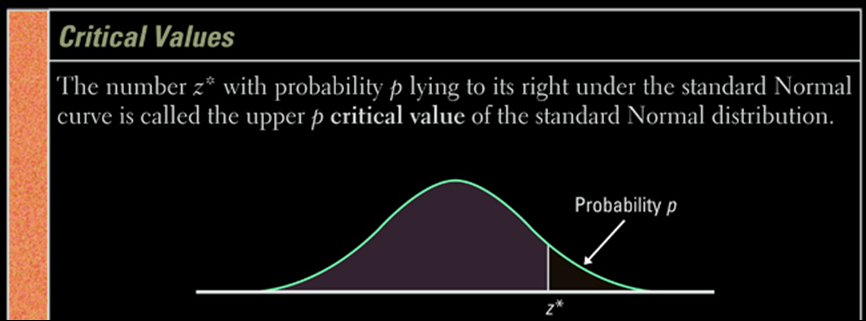 Critical Values
The number z* with probability p lying to its right under the standard Normal
curve is called the upper p critical value of the standard Normal distribution.
Probability p
z*